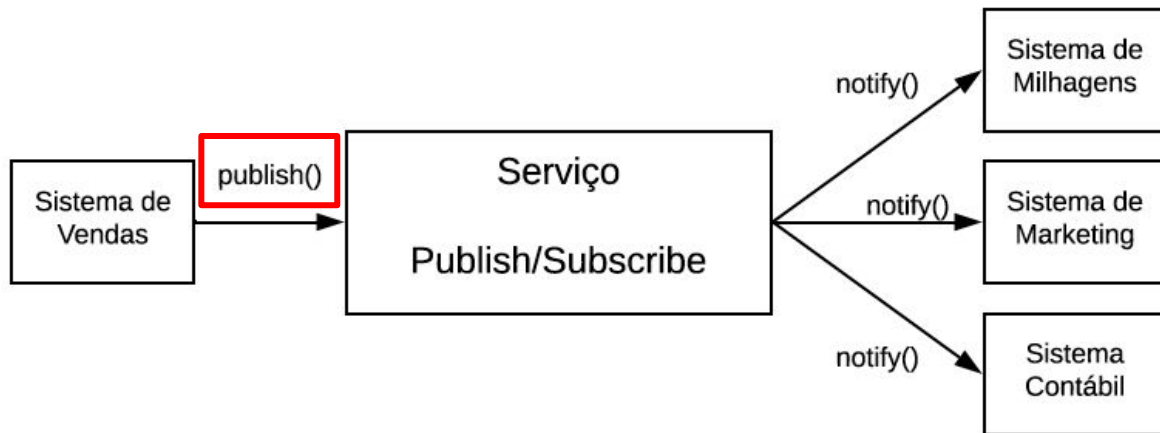 Sistema de
Vendas
publish()
Serviço
Publish/Subscribe
notify()
Sistema de
Milhagens
notify()
Sistema de
Marketing
notify()
Sistema
Contábil